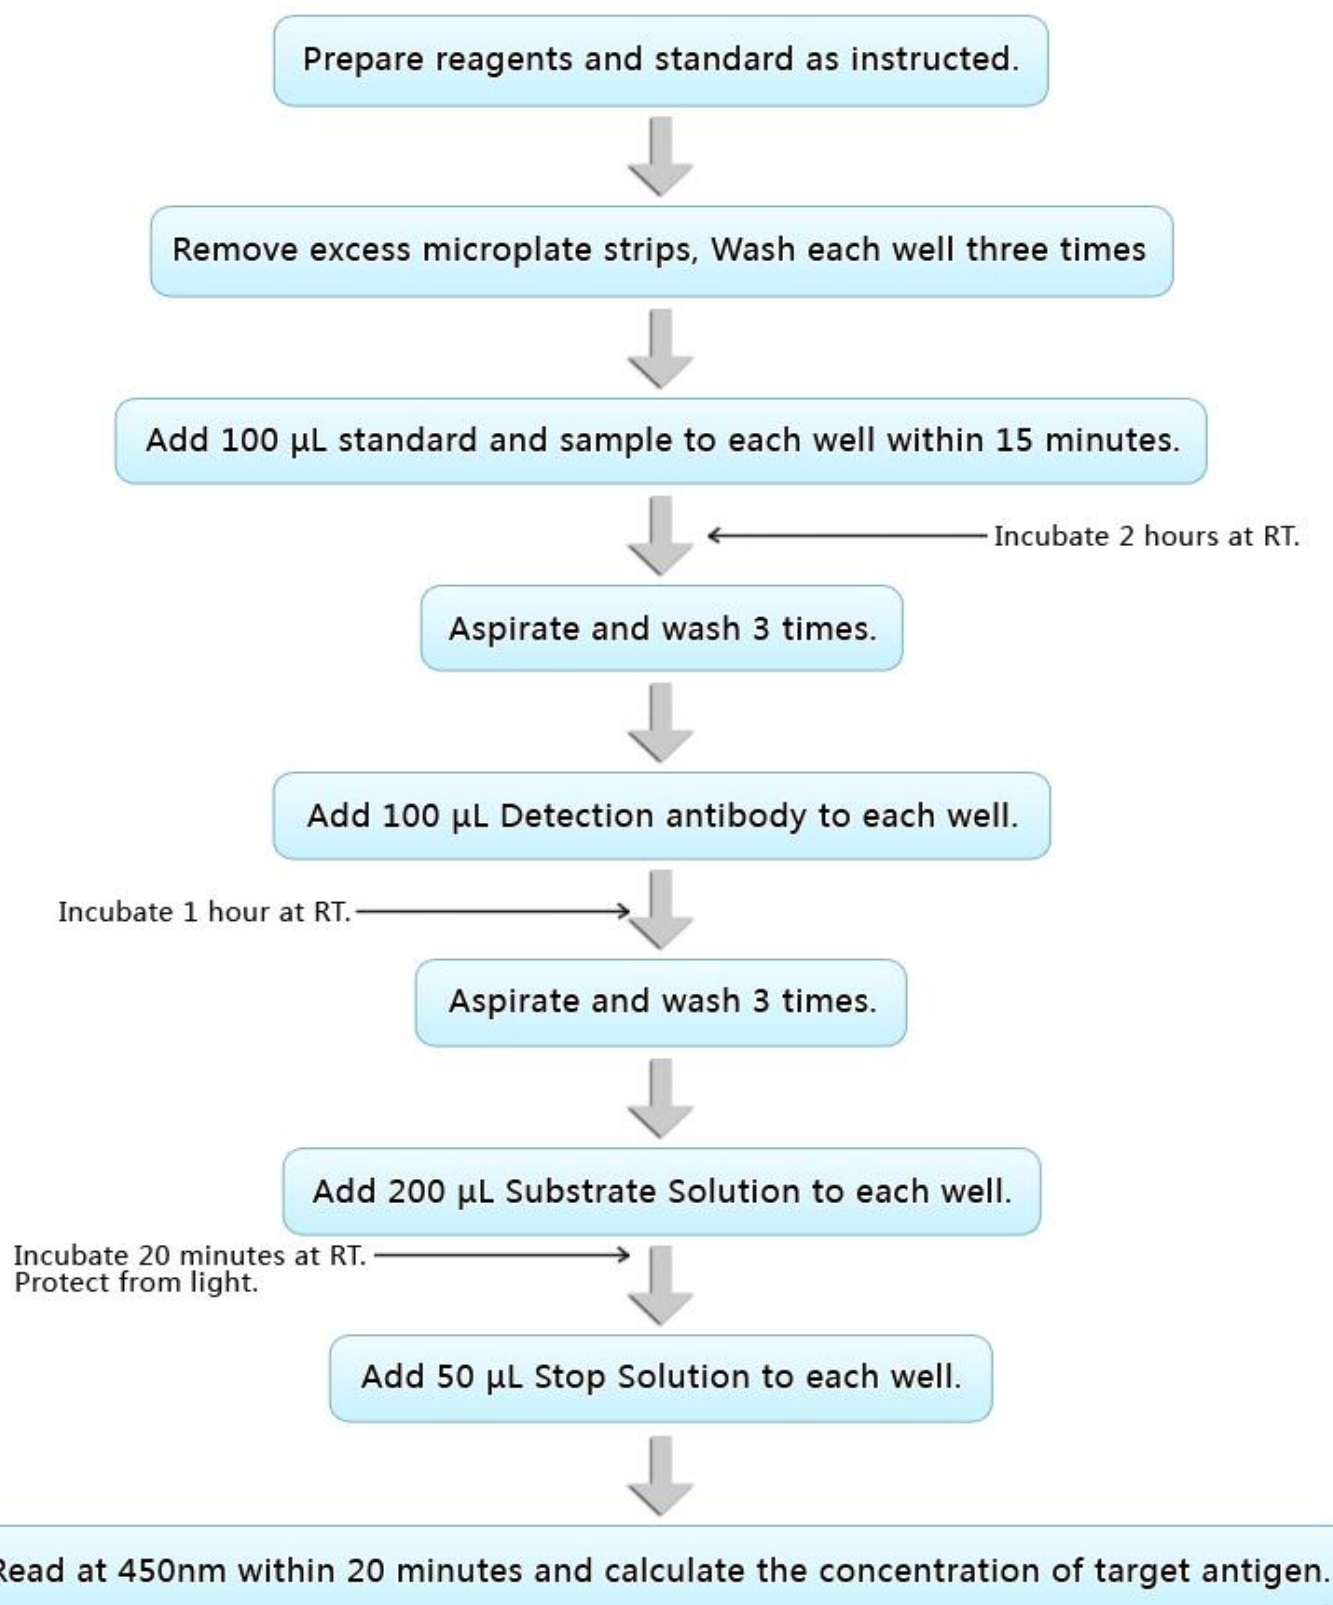 Prepare reagents and standard as instructed.
Remove excess microplate strips, Wash each well three times
Add 100 µL standard and sample to each well within 15 minutes.
Incubate 2 hours at RT.
Aspirate and wash 3 times.
Add 100 µL Detection antibody to each well.
Incubate 1 hour at RT.
Aspirate and wash 3 times.
Add 200 µL Substrate Solution to each well.
Incubate 20 minutes at RT.
Protect from light.
Add 50 µL Stop Solution to each well.
Read at 450nm within 20 minutes and calculate the concentration of target antigen.